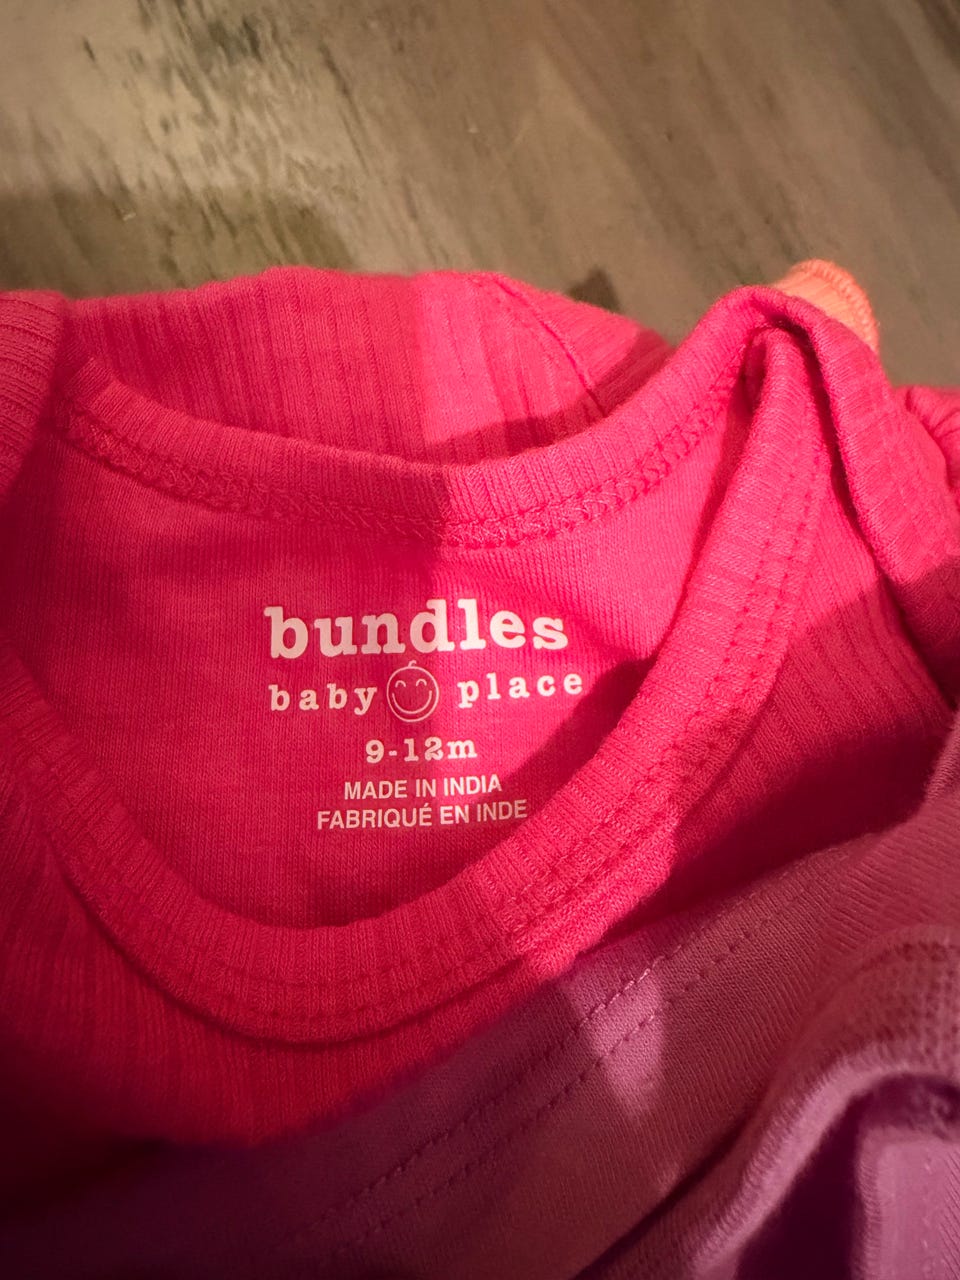 bundles
baby place
9-12m
MADE IN INDIA
FABRIQUÉ EN INDE